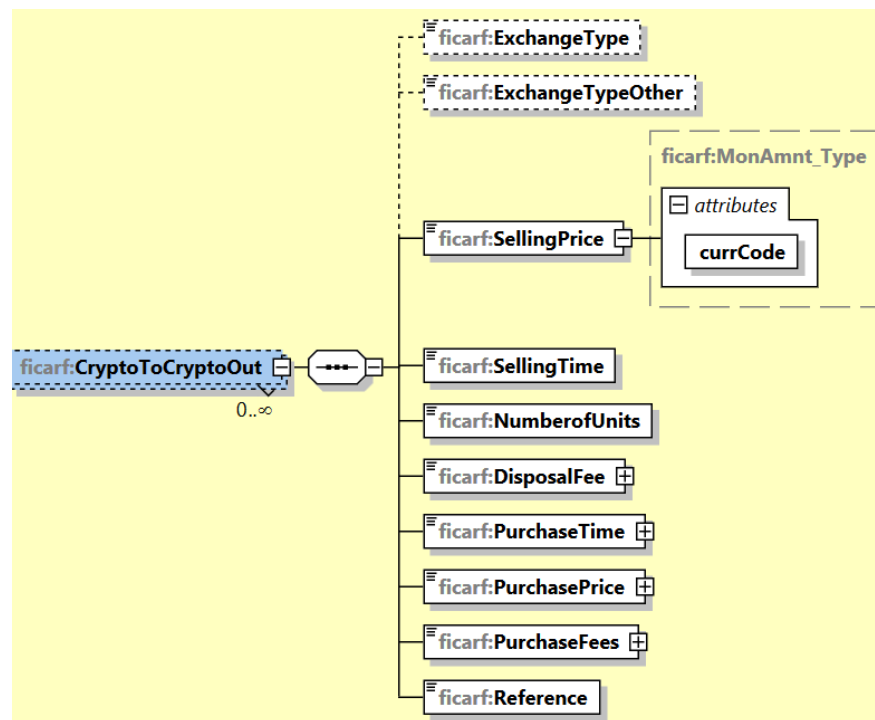 ficarf:ExchangeType
ficarf:ExchangeTypeOther
ficarf:MonAmnt_Type
attributes
ficarf:SellingPrice
currCode
ficarf:CryptoToCryptoOut
0..∞
ficarf:SellingTime
ficarf:NumberofUnits
ficarf:DisposalFee
ficarf:PurchaseTime
ficarf:PurchasePrice
ficarf:PurchaseFees
ficarf:Reference